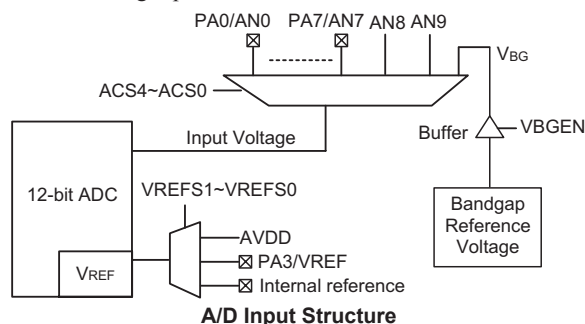 PA0/AN0
PA7/AN7
AN8
AN9
VBG
ACS4~ACS0
Input Voltage
Buffer
VBGEN
12-bit ADC
VREFS1~VREFS0
Bandgap
Reference
Voltage
AVDD
VREF
PA3/VREF
Internal reference
A/D Input Structure